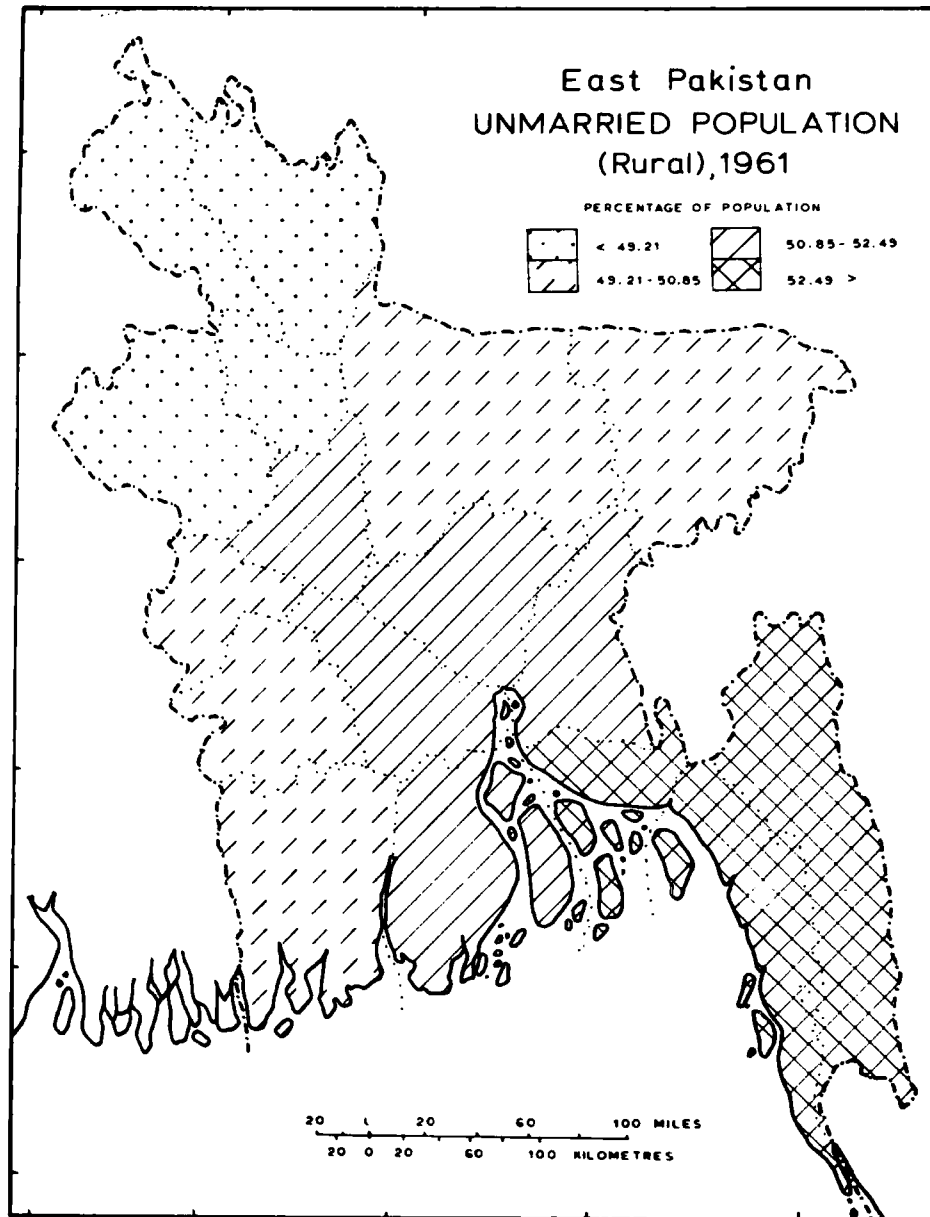 East Pakistan
UNMARRIED POPULATION
(Rural), 1961
PERCENTAGE OF POPULATION
< 49.21
50.85-52.49
49.21-50.85
52.49 >
20 0 20 60 100 MILES
20 0 20 60 100 KILOMETRES